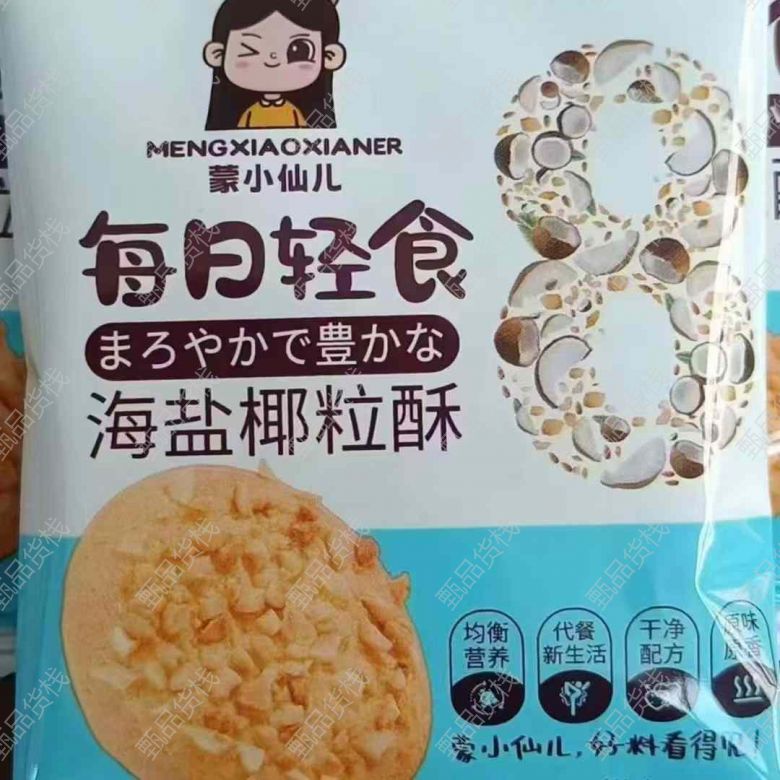 MENGXIAOXIANER
蒙小仙儿
每日轻食
まろやかで豊かな
海盐椰粒酥
8
均衡
营养
代餐
新生活
干净
配方
原味
原香
蒙小仙儿,好料看得见!
甄品货栈